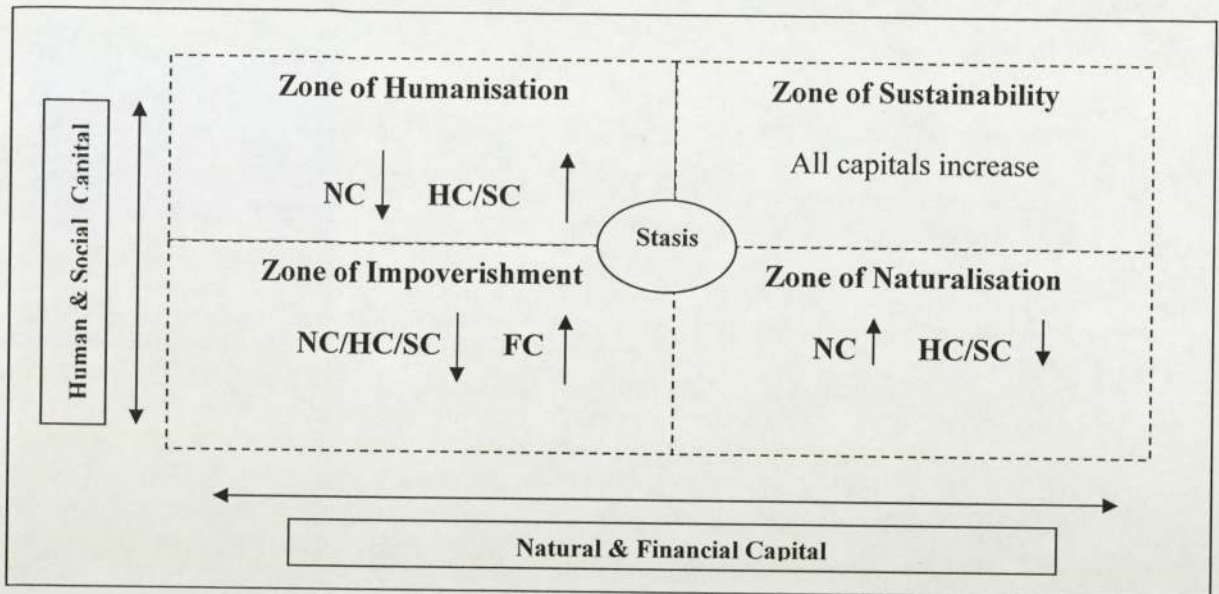 Zone of Humanisation
NC ↓ HC/SC ↑
Zone of Sustainability
All capitals increase
Stasis
Zone of Impoverishment
NC/HC/SC ↓ FC ↑
Zone of Naturalisation
NC ↑ HC/SC ↓
Human & Social Capital
Natural & Financial Capital